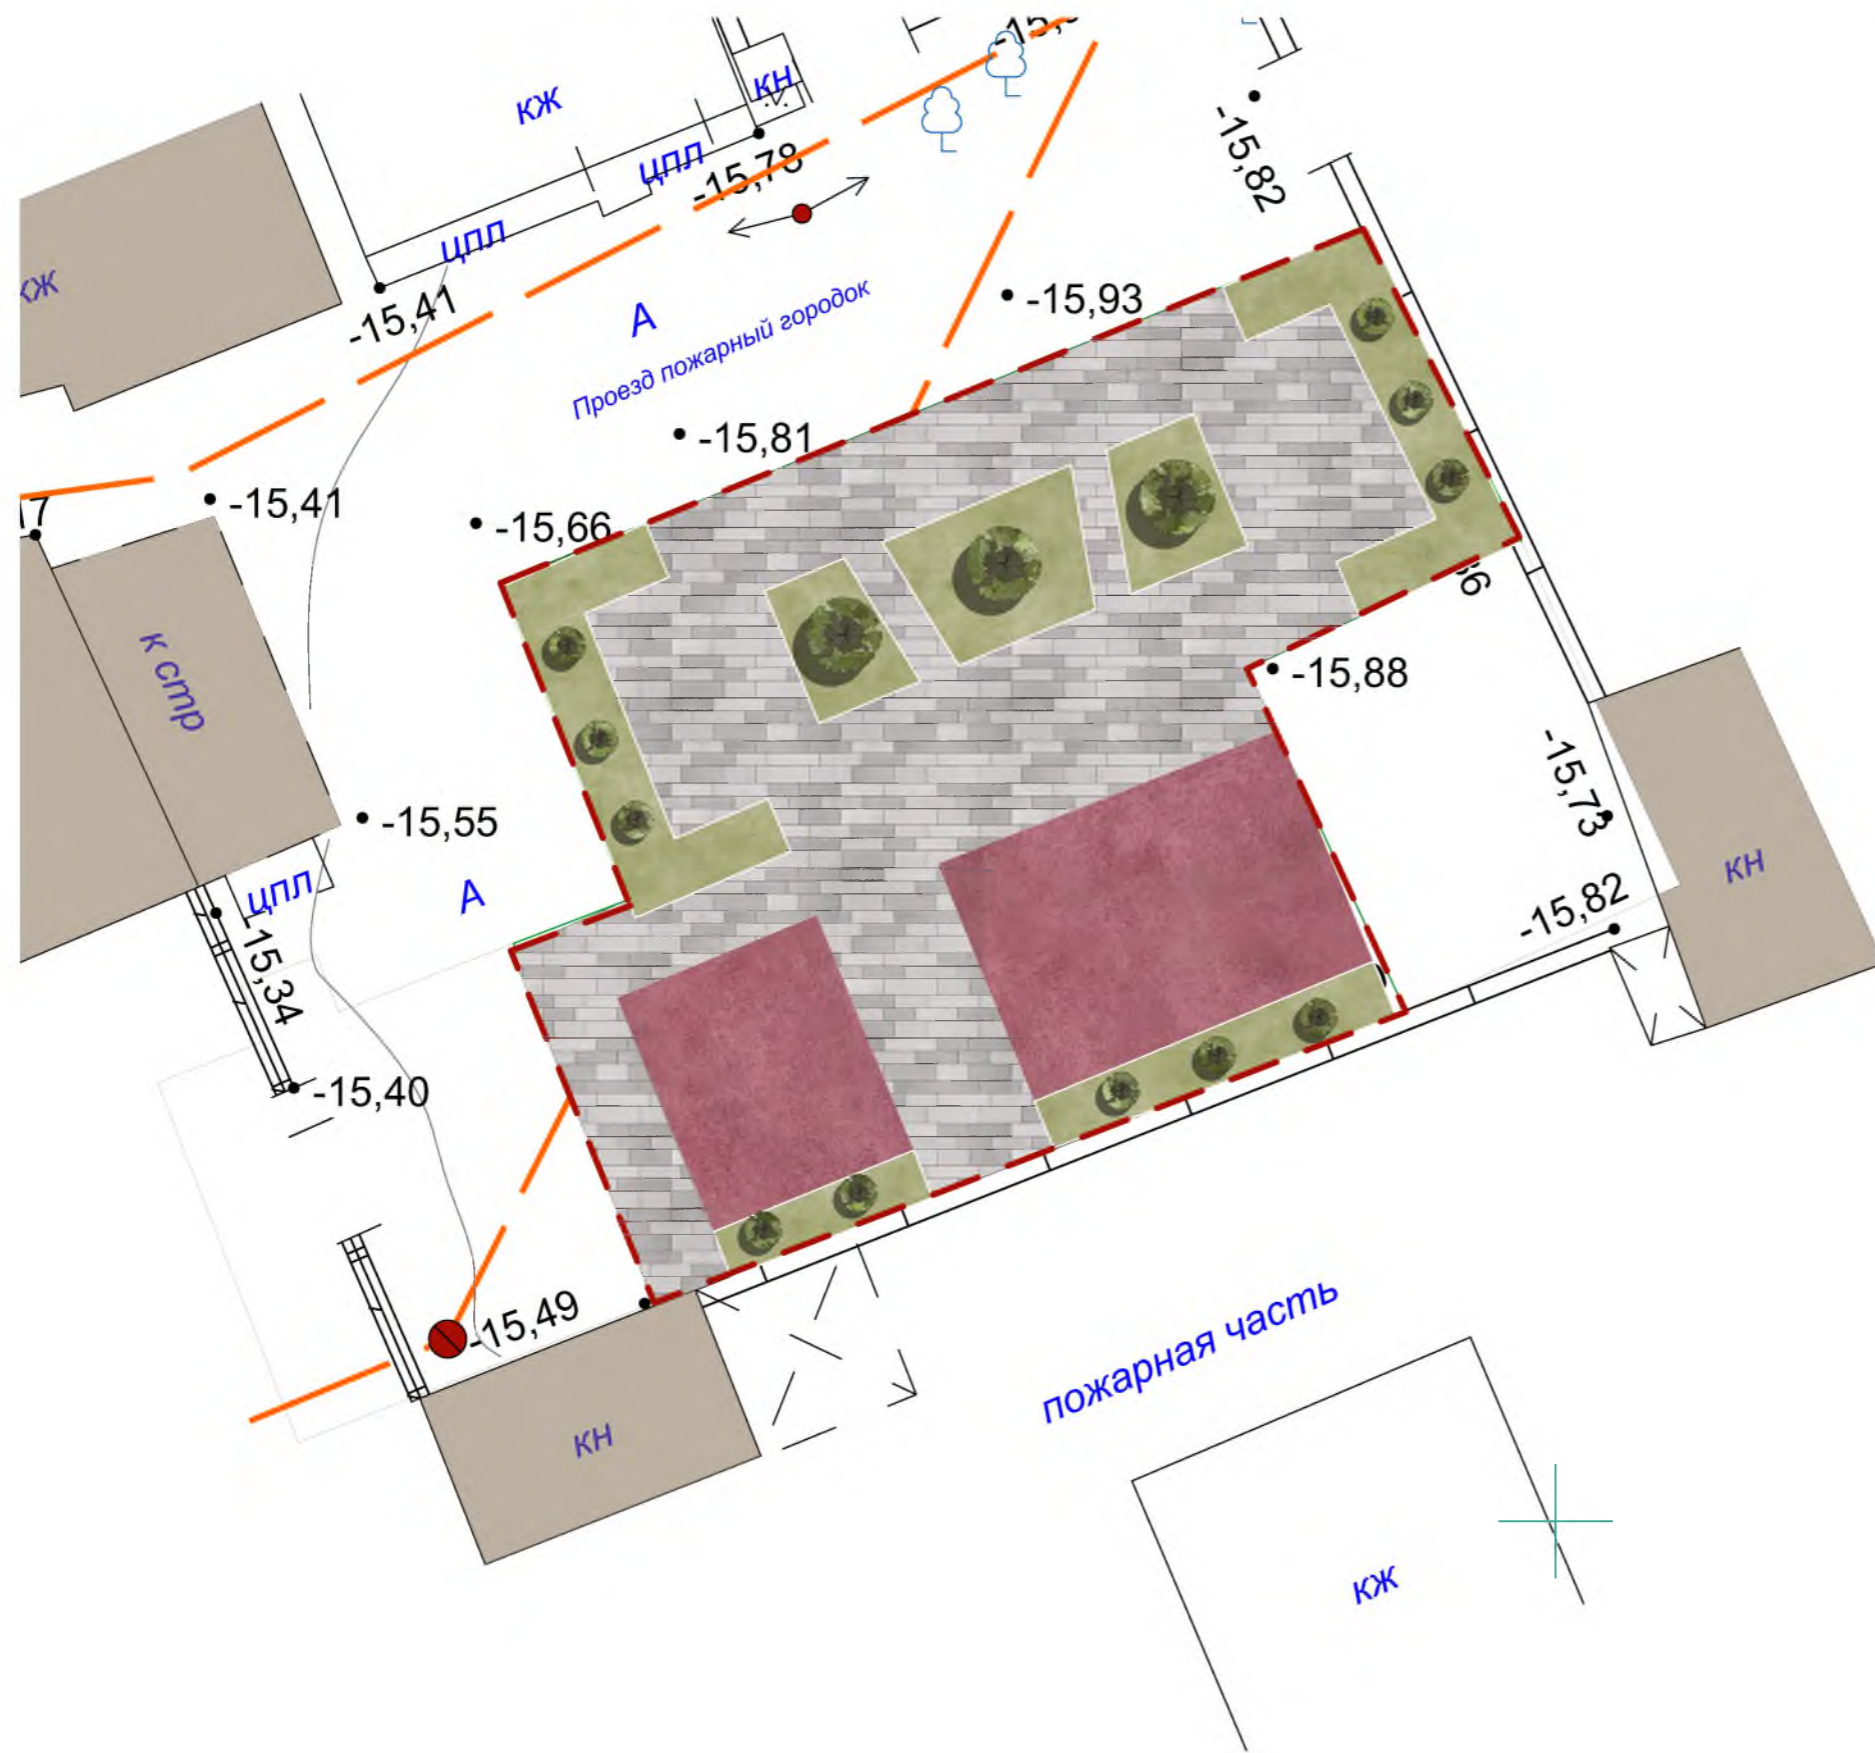 кж
кн
цпл
-15,78
цпл
-15,82
кж
-15,41
А
-15,93
Проезд пожарный городок
-15,81
-15,41
17
-15,66
к стр
-15,88
-15,55
-15,73
цпл
А
кн
-15,82
-15,34
-15,40
-15,49
пожарная часть
кн
кж